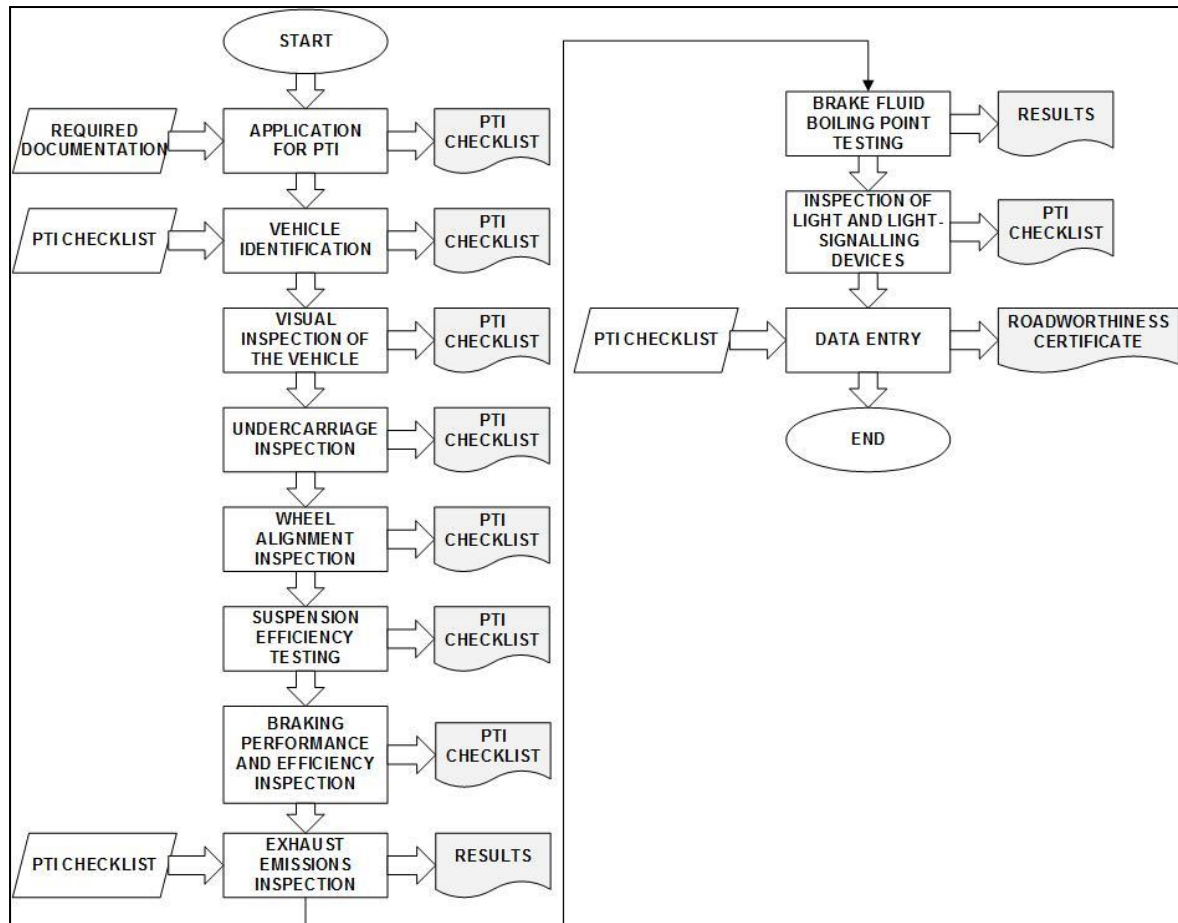 START
REQUIRED
DOCUMENTATION
APPLICATION
FOR PTI
PTI
CHECKLIST
PTI CHECKLIST
VEHICLE
IDENTIFICATION
PTI
CHECKLIST
VISUAL
INSPECTION OF
THE VEHICLE
PTI
CHECKLIST
UNDERCARRIAGE
INSPECTION
PTI
CHECKLIST
WHEEL
ALIGNMENT
INSPECTION
PTI
CHECKLIST
SUSPENSION
EFFICIENCY
TESTING
PTI
CHECKLIST
BRAKING
PERFORMANCE
AND EFFICIENCY
INSPECTION
PTI
CHECKLIST
PTI CHECKLIST
EXHAUST
EMISSIONS
INSPECTION
RESULTS
BRAKE FLUID
BOILING POINT
TESTING
RESULTS
INSPECTION OF
LIGHT AND LIGHT-
SIGNALLING
DEVICES
PTI
CHECKLIST
PTI CHECKLIST
DATA ENTRY
ROADWORTHINESS
CERTIFICATE
END